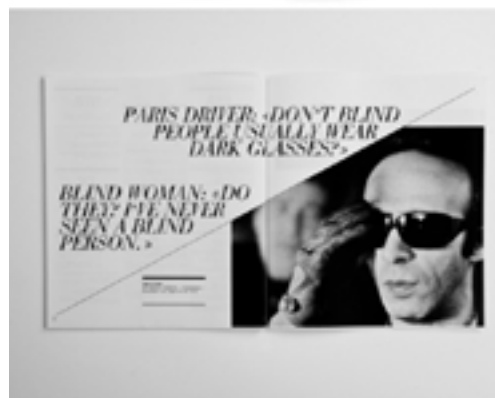 PARIS DRIVER: «DON'T BLIND
PEOPLE USUALLY WEAR
DARK GLASSES?»
BLIND WOMAN: «DO
THEY? I'VE NEVER
SEEN A BLIND
PERSON.»